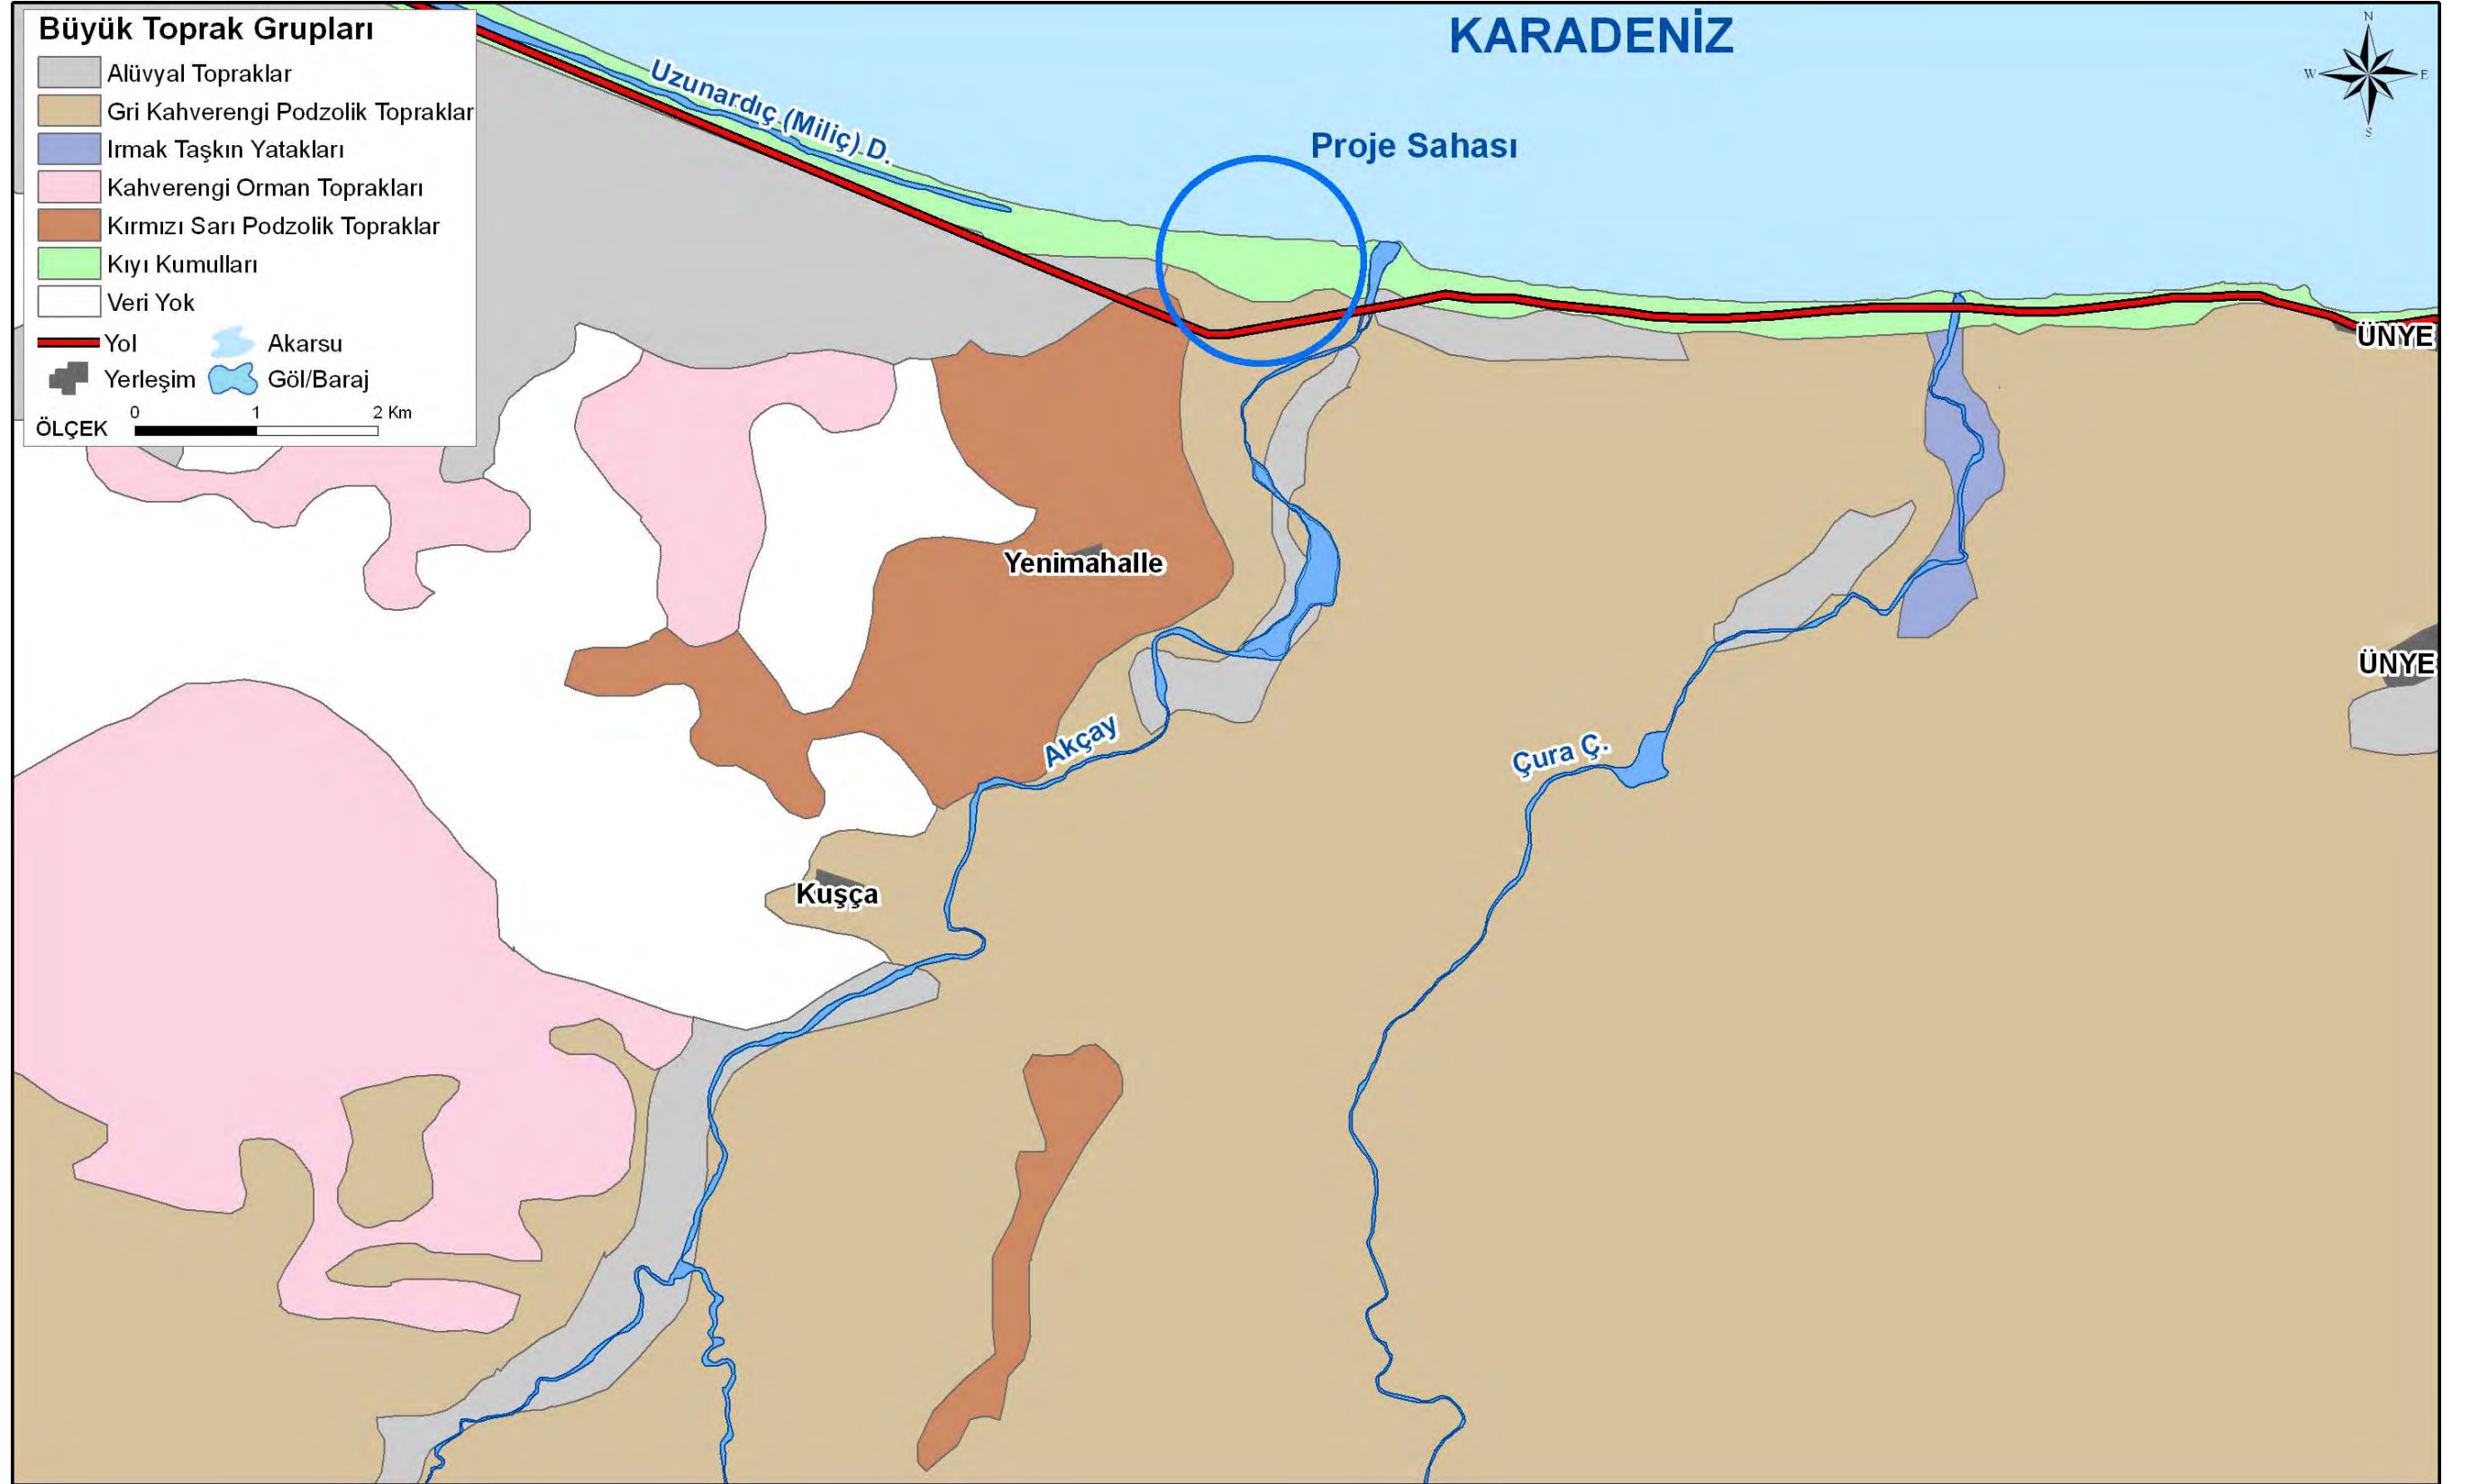 Büyük Toprak Grupları
Alüvyal Topraklar
Gri Kahverengi Podzolik Topraklar
Irmak Taşkın Yatakları
Kahverengi Orman Toprakları
Kırmızı Sarı Podzolik Topraklar
Kıyı Kumulları
Veri Yok
Yol
Akarsu
Yerleşim
Göl/Baraj
0 1 2 Km
ÖLÇEK
KARADENİZ
N
W E
S
Uzunardıç (Miliç) D.
Proje Sahası
ÜNYE
Yenimahalle
ÜNYE
Akçay
Çura Ç.
Kuşça